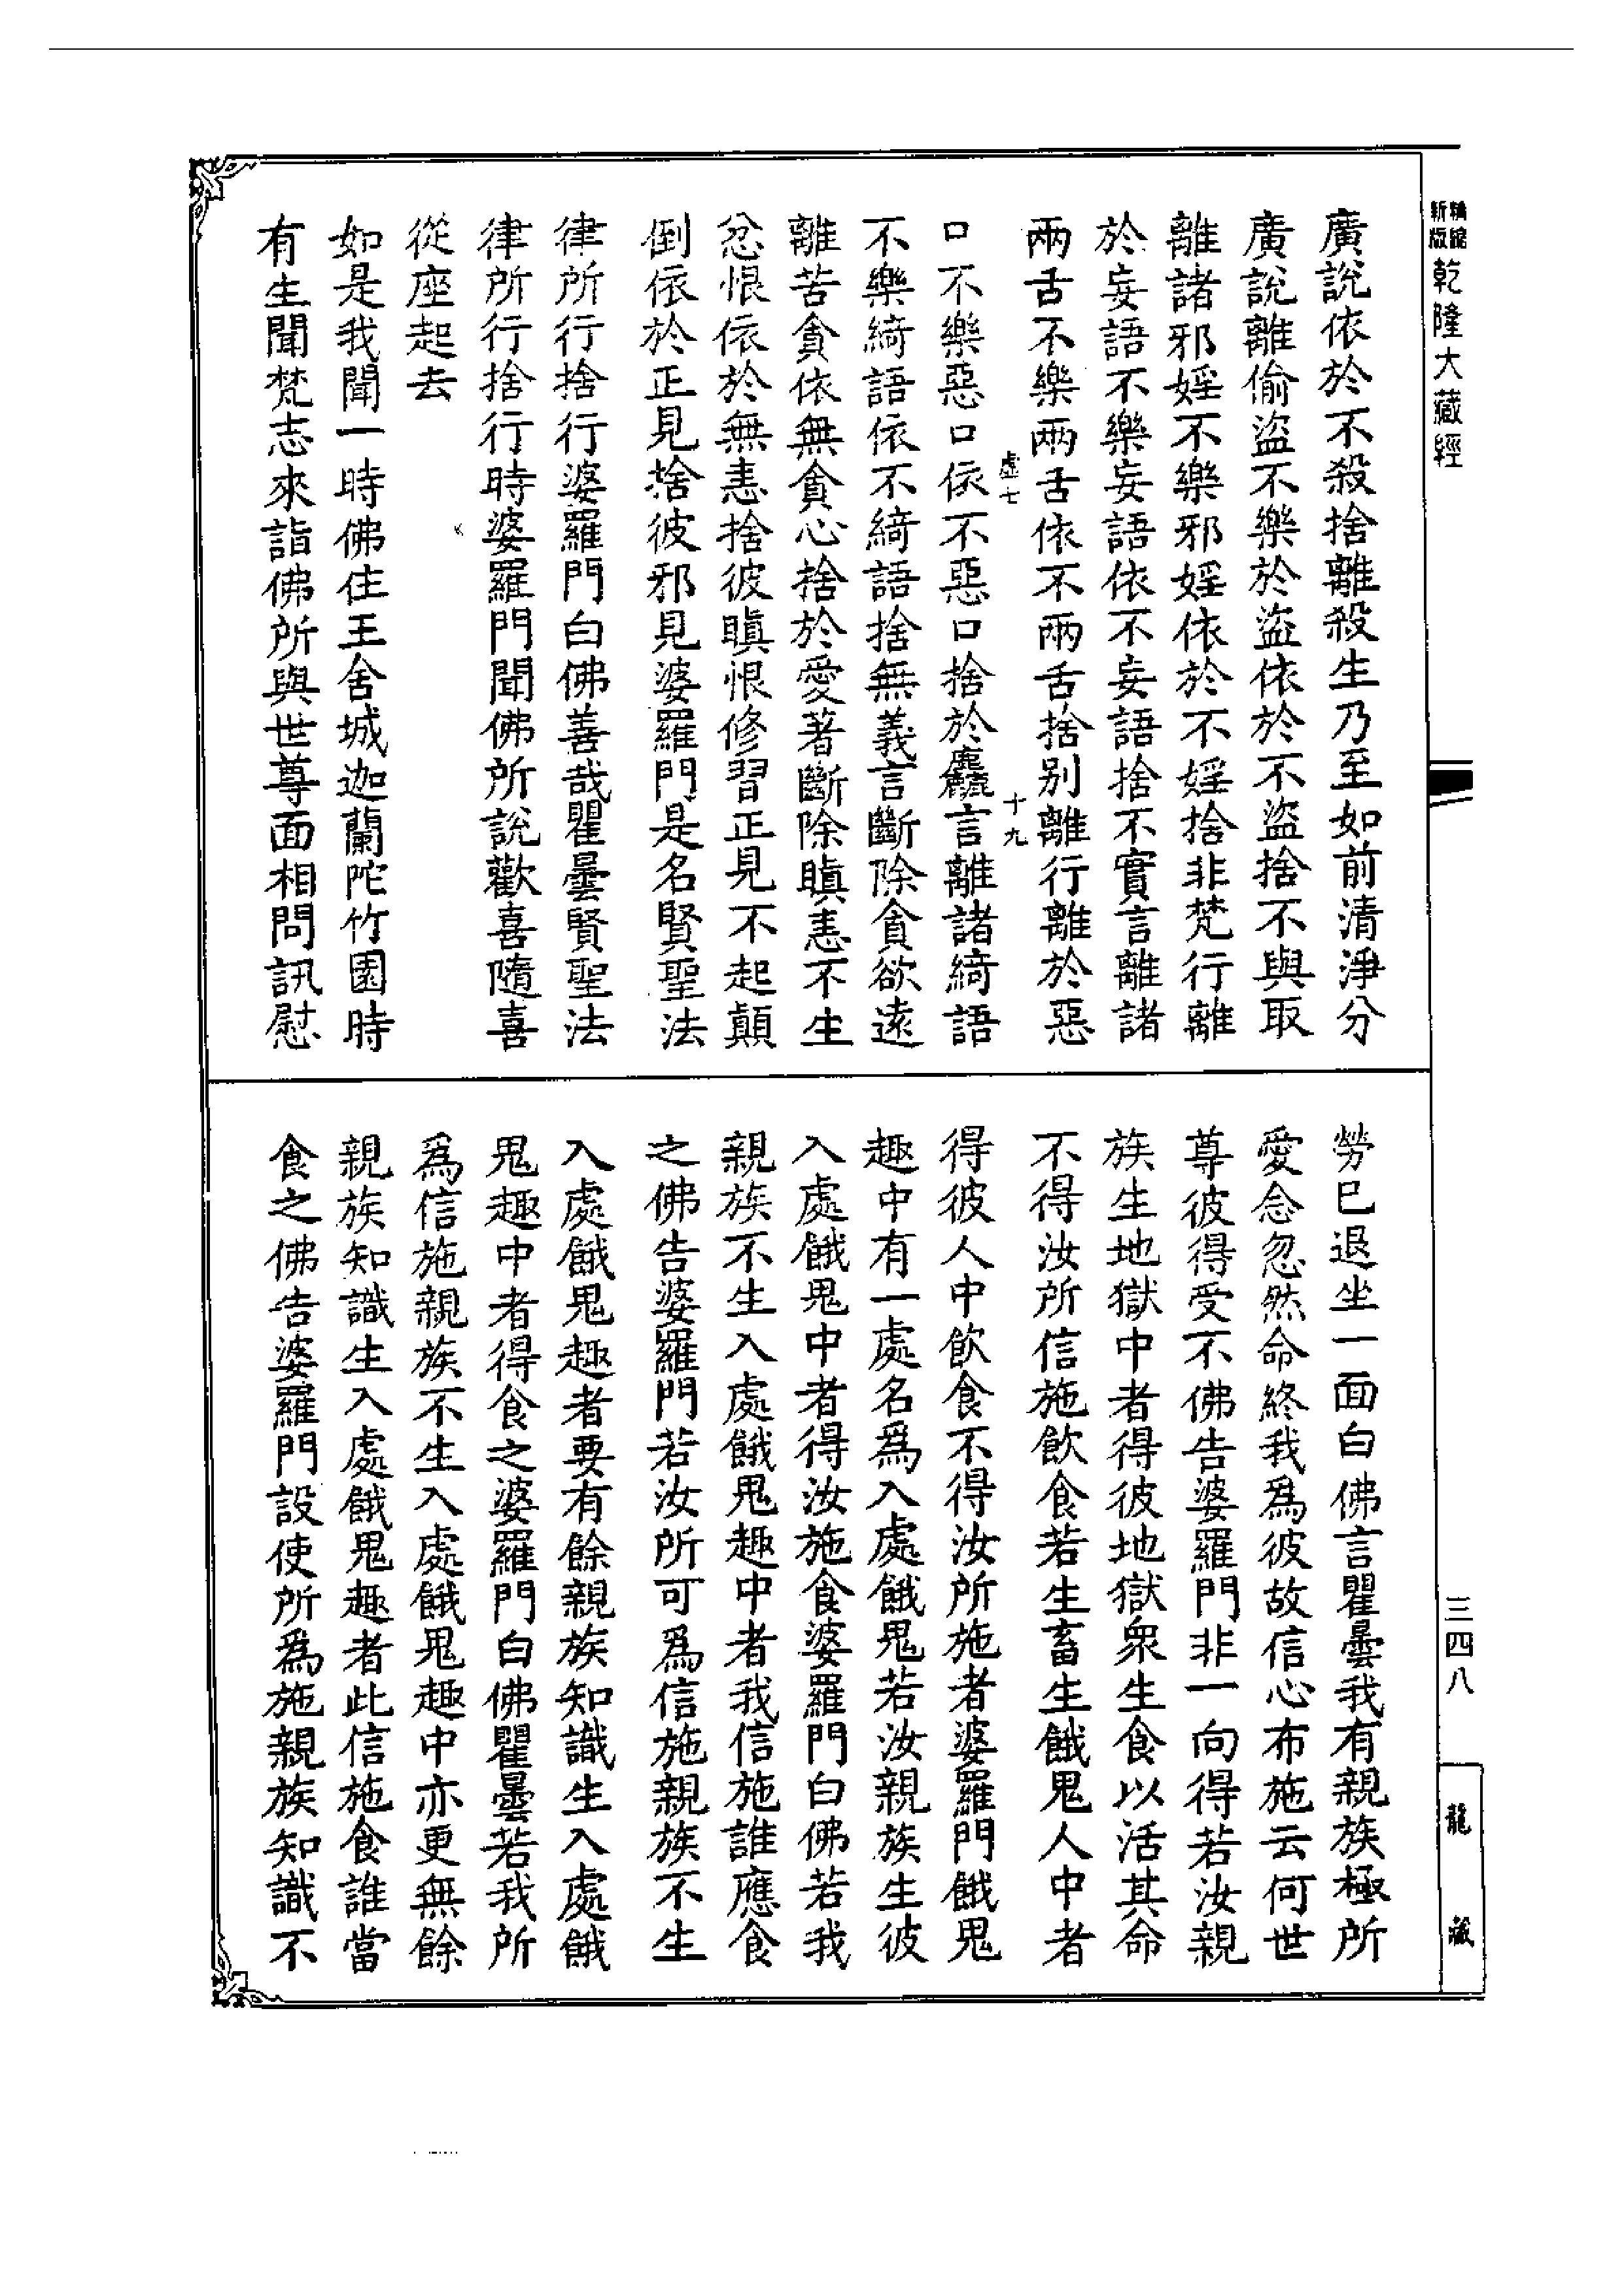 新版精縮
乾隆大藏經
廣說依於不殺捨離殺生乃至如前清淨分
廣說離偷盜不樂於盜依於不盜捨不與取
離諸邪婬不樂邪婬依於不婬捨非梵行離
於妄語不樂妄語依不妄語捨不實言離諸
兩舌不樂兩舌依不兩舌捨別離行離於惡
虛七
十九
口不樂惡口依不惡口捨於麤言離諸綺語
不樂綺語依不綺語捨無義言斷除貪欲遠
離苦貪依無貪心捨於愛著斷除瞋恚不生
忿恨依於無恚捨彼瞋恨修習正見不起顛
倒依於正見捨彼邪見婆羅門是名賢聖法
律所行捨行婆羅門白佛善哉瞿曇賢聖法
律所行捨行時婆羅門聞佛所說歡喜隨喜
從座起去
如是我聞一時佛住王舍城迦蘭陀竹園時
有生聞梵志來詣佛所與世尊面相問訊慰
勞已退坐一面白佛言瞿曇我有親族極所
愛念忽然命終我爲彼故信心布施云何世
尊彼得受不佛告婆羅門非一向得若汝親
族生地獄中者得彼地獄衆生食以活其命
不得汝所信施飲食若生畜生餓鬼人中者
得彼人中飲食不得汝所施者婆羅門餓鬼
趣中有一處名爲入處餓鬼若汝親族生彼
入處餓鬼中者得汝施食婆羅門白佛若我
親族不生入處餓鬼趣中者我信施誰應食
之佛告婆羅門若汝所可爲信施親族不生
入處餓鬼趣者要有餘親族知識生入處餓
鬼趣中者得食之婆羅門白佛瞿曇若我所
爲信施親族不生入處餓鬼趣中亦更無餘
親族知識生入處餓鬼趣者此信施食誰當
食之佛告婆羅門設使所爲施親族知識不
三四八
龍藏